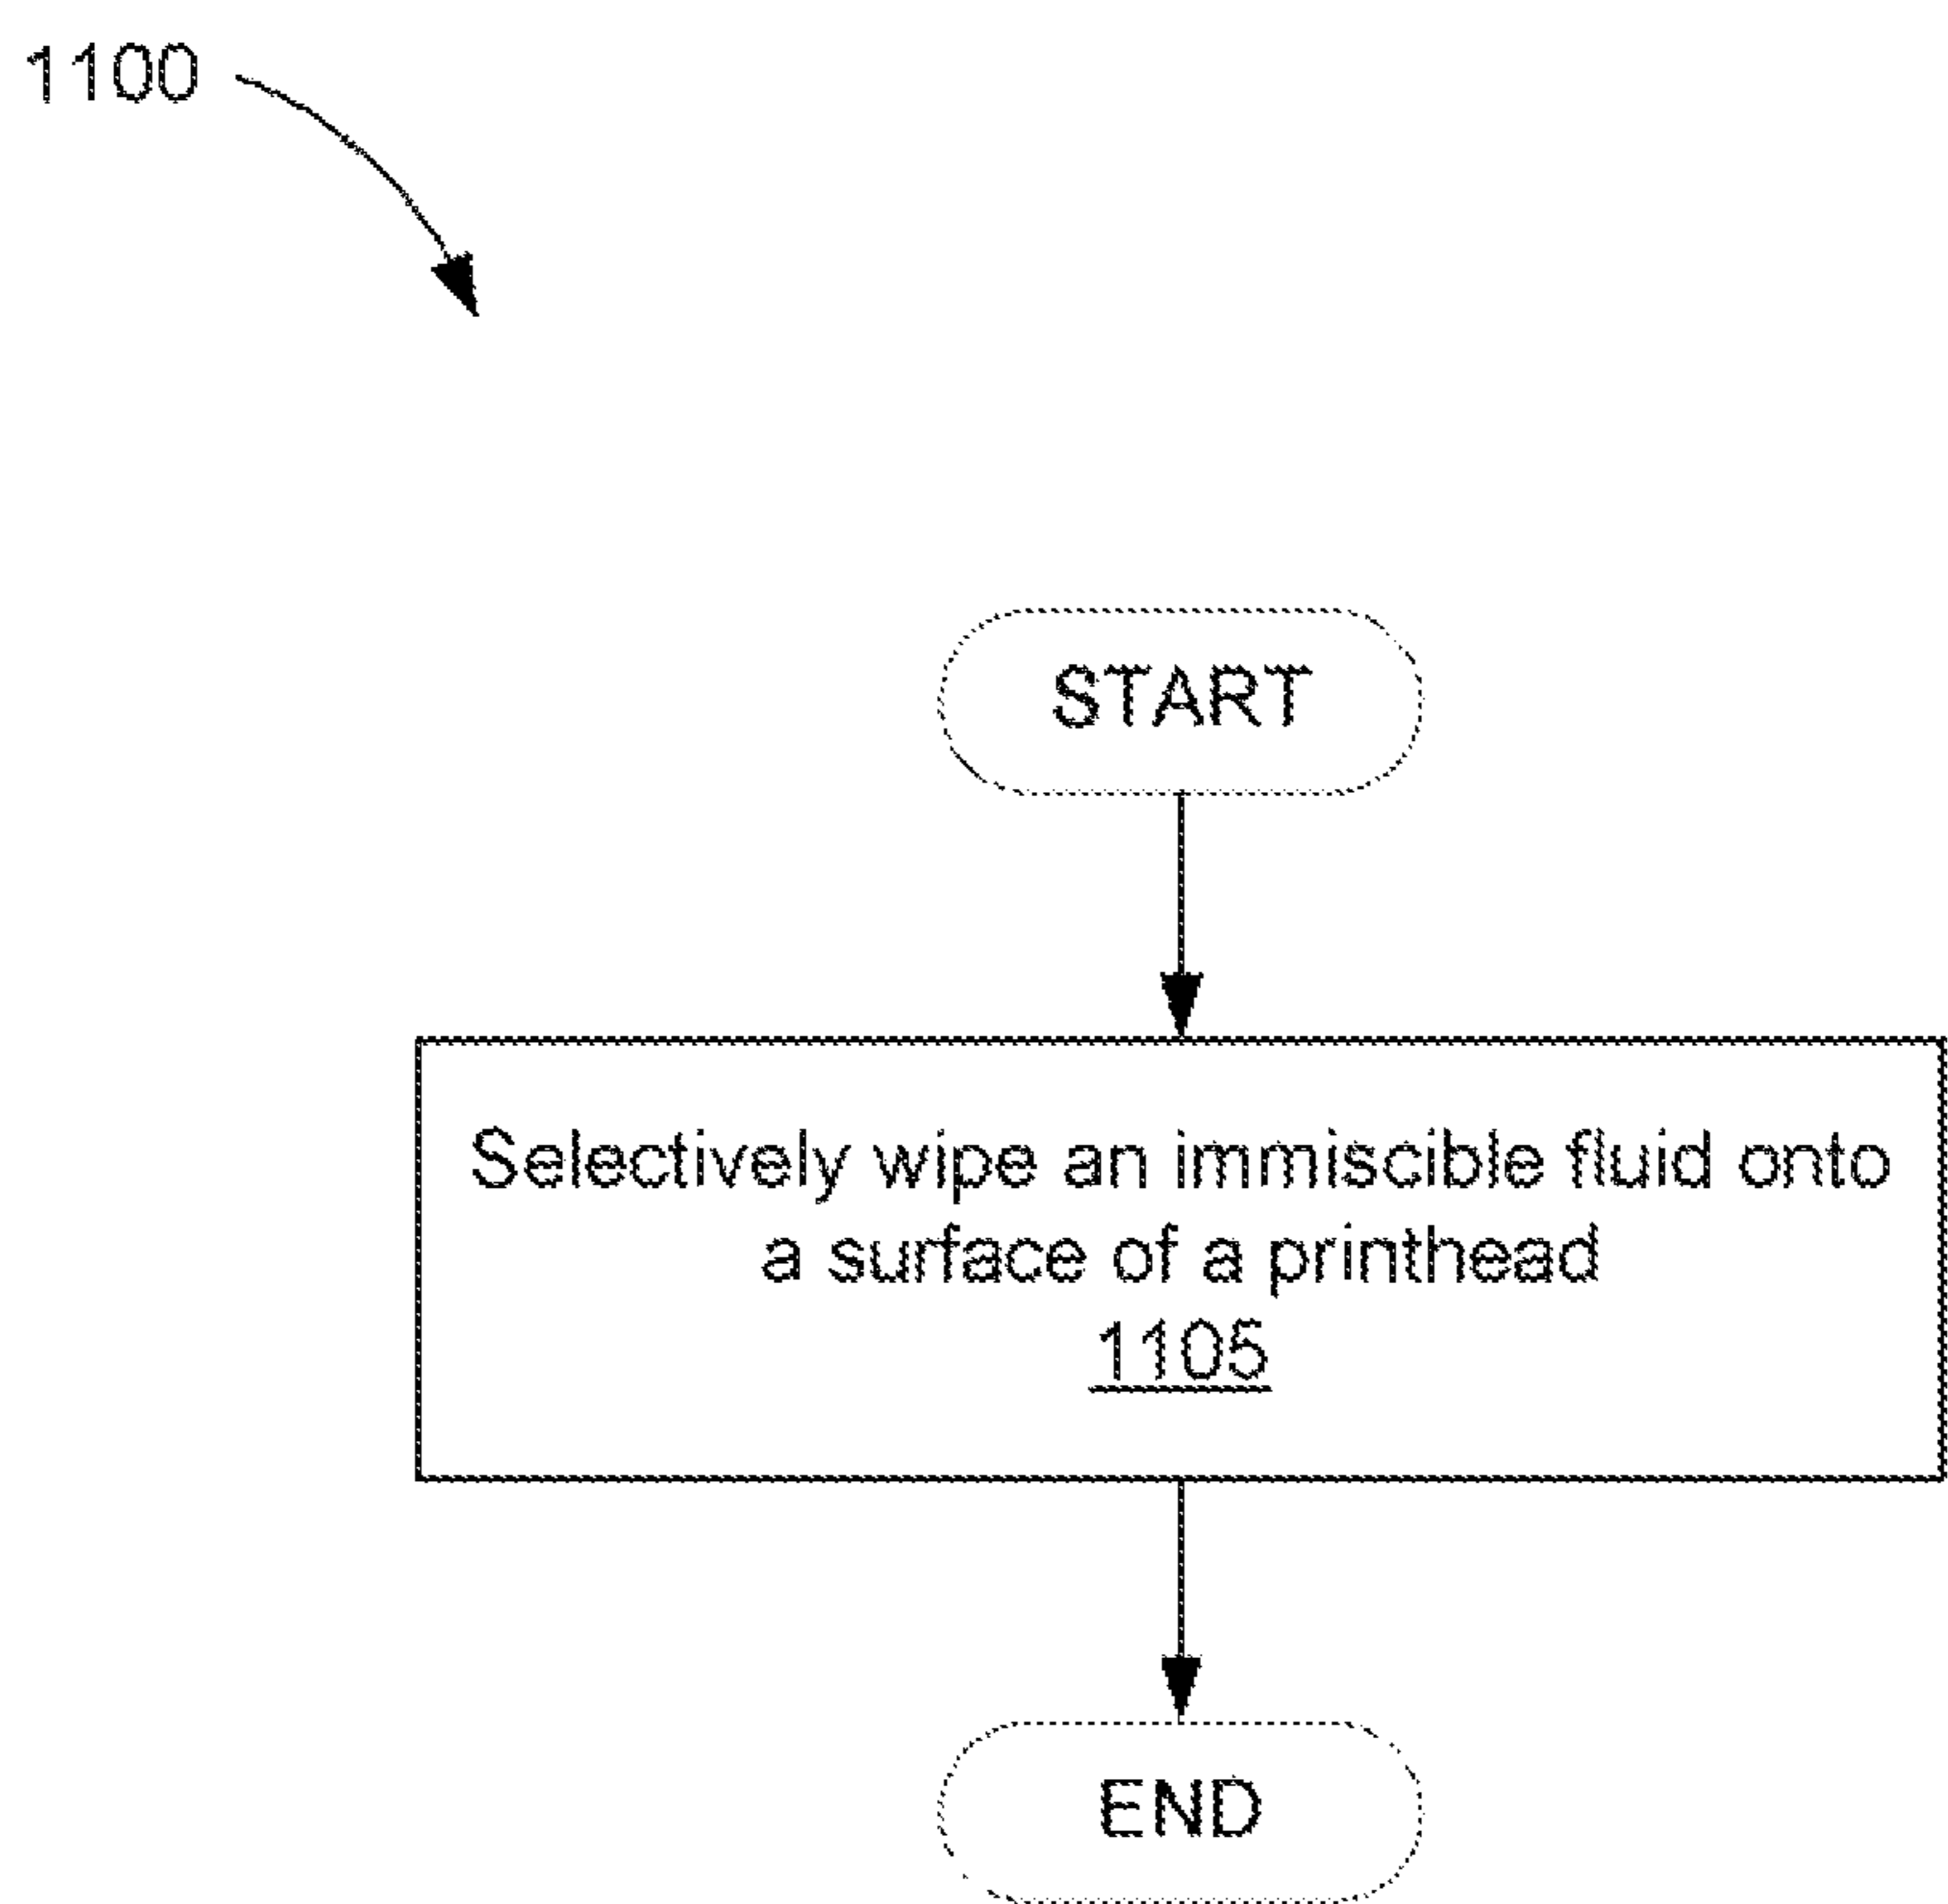 1100
START
Selectively wipe an immiscible fluid onto
a surface of a printhead
1105
END